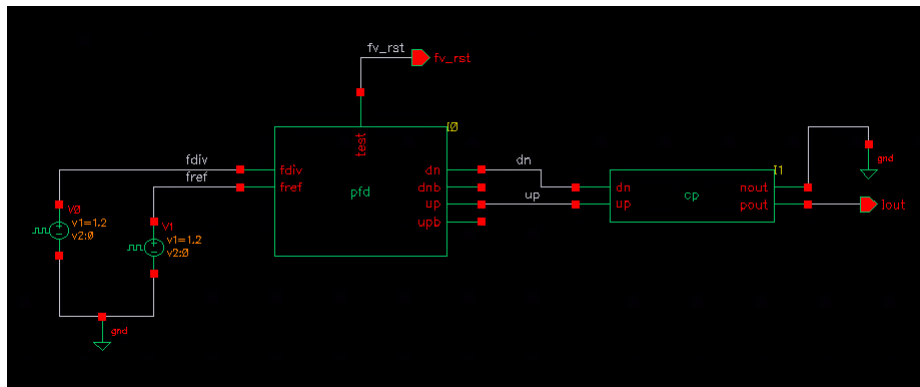 fv_rst
fv_rst
I0
test
fdiv
fdiv
dn
dn
fref
fref
pfd
dnb
up
up
upb
I1
dn
cp
nout
up
pout
gnd
Iout
V0
v1=1.2
v2:0
V1
v1=1.2
v2:0
gnd